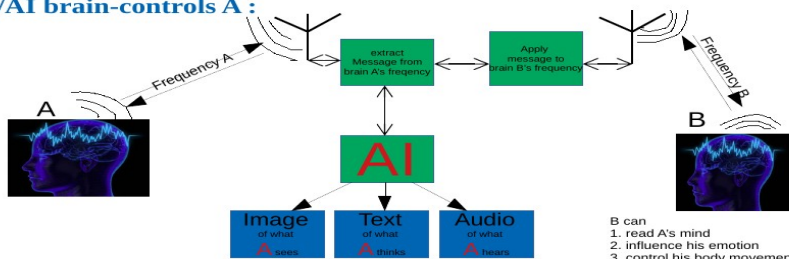 /AI brain-controls A :
Frequency A
extract
Message from
brain A's freqency
Apply
message to
brain B's frequency
Frequency B
A
B
AI
Image
of what
A sees
Text
of what
A thinks
Audio
of what
A hears
B can
1. read A's mind
2. influence his emotion
3. control his body movemen